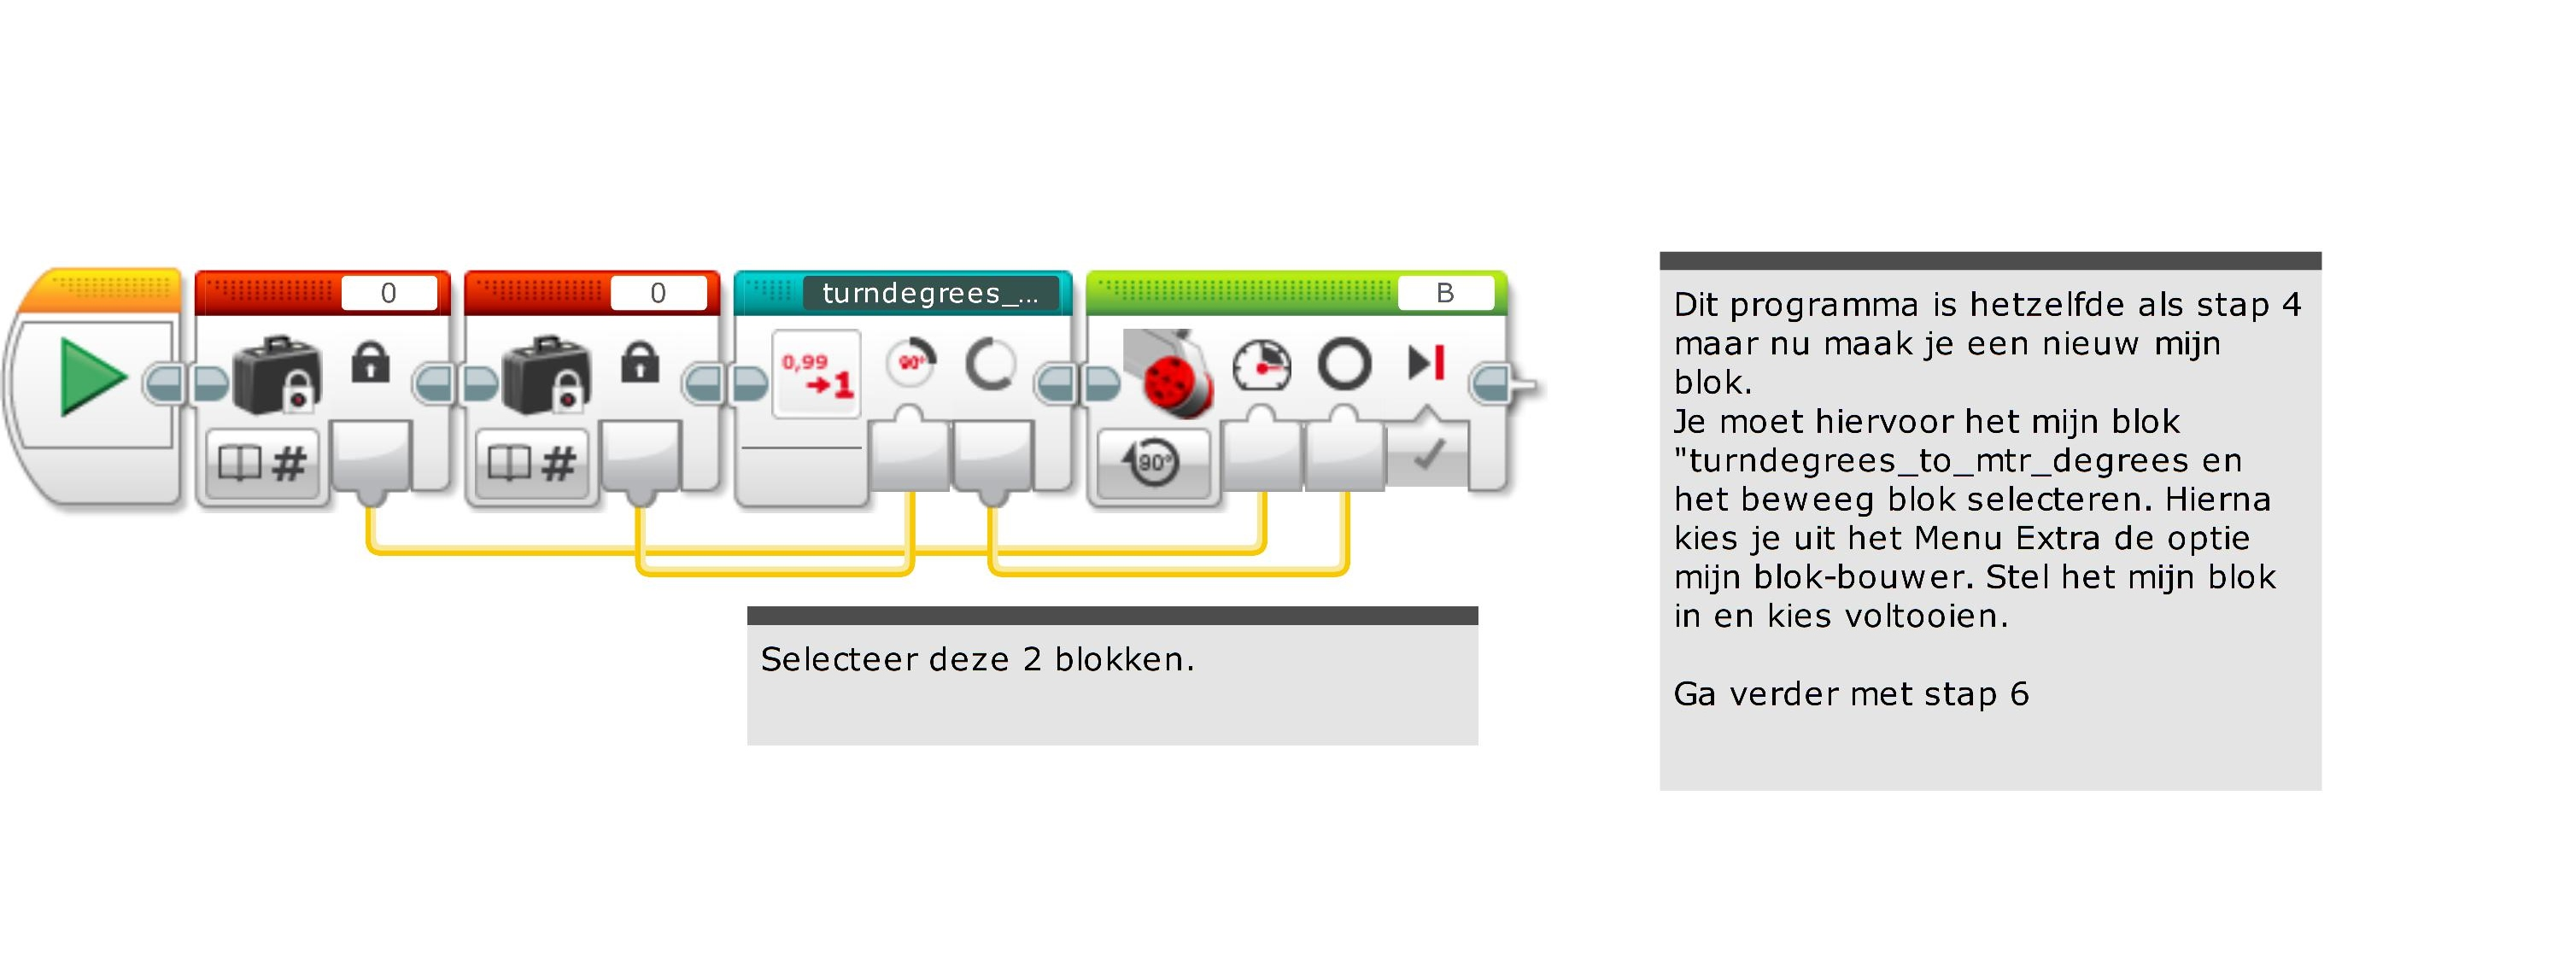 0
0
turndegrees_...
B
0,99
1
90°
#
#
90°
Dit programma is hetzelfde als stap 4
maar nu maak je een nieuw mijn
blok.
Je moet hiervoor het mijn blok
"turndegrees_to_mtr_degrees en
het beweeg blok selecteren. Hierna
kies je uit het Menu Extra de optie
mijn blok-bouwer. Stel het mijn blok
in en kies voltooien.
Ga verder met stap 6
Selecteer deze 2 blokken.